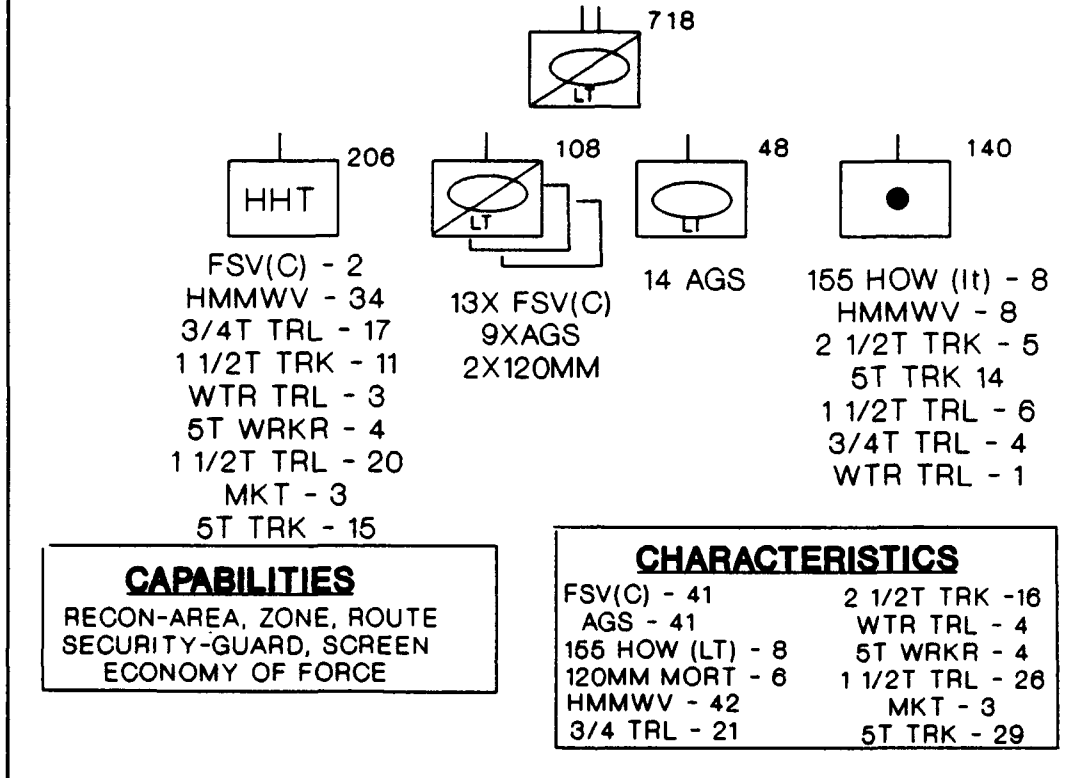 718
LT
206
HHT
FSV(C) - 2
HMMWV - 34
3/4T TRL - 17
1 1/2T TRK - 11
WTR TRL - 3
5T WRKR - 4
1 1/2T TRL - 20
MKT - 3
5T TRK - 15
108
LT
13X FSV(C)
9XAGS
2X120MM
48
LT
14 AGS
140
155 HOW (lt) - 8
HMMWV - 8
2 1/2T TRK - 5
5T TRK 14
1 1/2T TRL - 6
3/4T TRL - 4
WTR TRL - 1
CAPABILITIES
RECON-AREA, ZONE, ROUTE
SECURITY-GUARD, SCREEN
ECONOMY OF FORCE
CHARACTERISTICS
FSV(C) - 41
AGS - 41
155 HOW (LT) - 8
120MM MORT - 6
HMMWV - 42
3/4 TRL - 21
2 1/2T TRK -16
WTR TRL - 4
5T WRKR - 4
1 1/2T TRL - 26
MKT - 3
5T TRK - 29